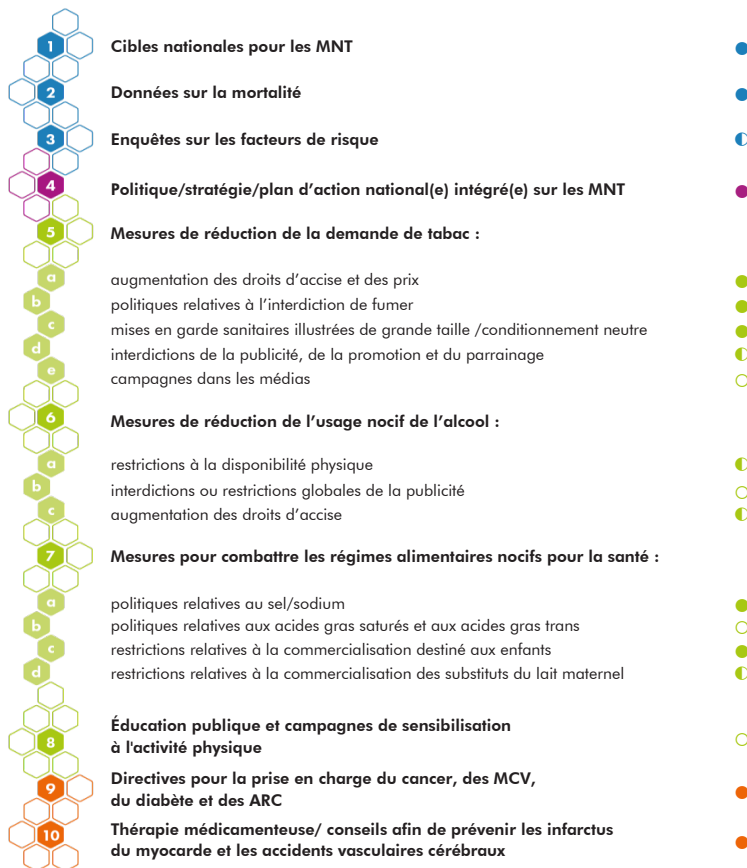 1 Cibles nationales pour les MNT
2 Données sur la mortalité
3 Enquêtes sur les facteurs de risque
4 Politique/stratégie/plan d’action national(e) intégré(e) sur les MNT
5 Mesures de réduction de la demande de tabac :
a augmentation des droits d’accise et des prix
b politiques relatives à l’interdiction de fumer
c mises en garde sanitaires illustrées de grande taille /conditionnement neutre
d interdictions de la publicité, de la promotion et du parrainage
e campagnes dans les médias
6 Mesures de réduction de l’usage nocif de l’alcool :
a restrictions à la disponibilité physique
b interdictions ou restrictions globales de la publicité
c augmentation des droits d’accise
7 Mesures pour combattre les régimes alimentaires nocifs pour la santé :
a politiques relatives au sel/sodium
b politiques relatives aux acides gras saturés et aux acides gras trans
c restrictions relatives à la commercialisation destiné aux enfants
d restrictions relatives à la commercialisation des substituts du lait maternel
8 Éducation publique et campagnes de sensibilisation
à l'activité physique
9 Directives pour la prise en charge du cancer, des MCV,
du diabète et des ARC
10 Thérapie médicamenteuse/ conseils afin de prévenir les infarctus
du myocarde et les accidents vasculaires cérébraux